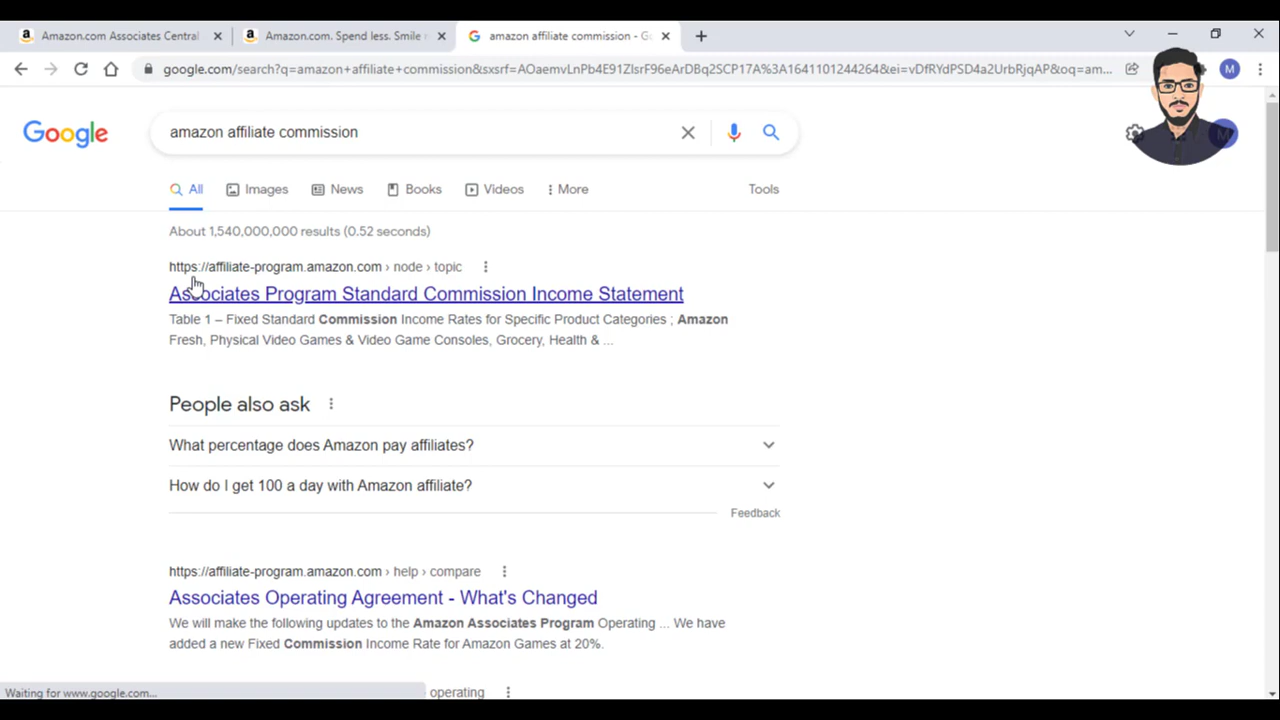 Amazon.com Associates Central
Amazon.com. Spend less. Smile
amazon affiliate commission - G
google.com/search?q=amazon+affiliate+commission&sxsrf=AOaemvLnPb4E91ZlsrF96eArDBq2SCP17A%3A1641101244264&ei=vDfRYdPSD4a2UrbRjqAP&oq=am...
M
Google
amazon affiliate commission
M
All
Images
News
Books
Videos
More
Tools
About 1,540,000,000 results (0.52 seconds)
https://affiliate-program.amazon.com › node › topic
Associates Program Standard Commission Income Statement
Table 1 – Fixed Standard Commission Income Rates for Specific Product Categories ; Amazon
Fresh, Physical Video Games & Video Game Consoles, Grocery, Health & ...
People also ask
What percentage does Amazon pay affiliates?
How do I get 100 a day with Amazon affiliate?
Feedback
https://affiliate-program.amazon.com › help › compare
Associates Operating Agreement - What's Changed
We will make the following updates to the Amazon Associates Program Operating ... We have
added a new Fixed Commission Income Rate for Amazon Games at 20%.
Waiting for www.google.com...
operating